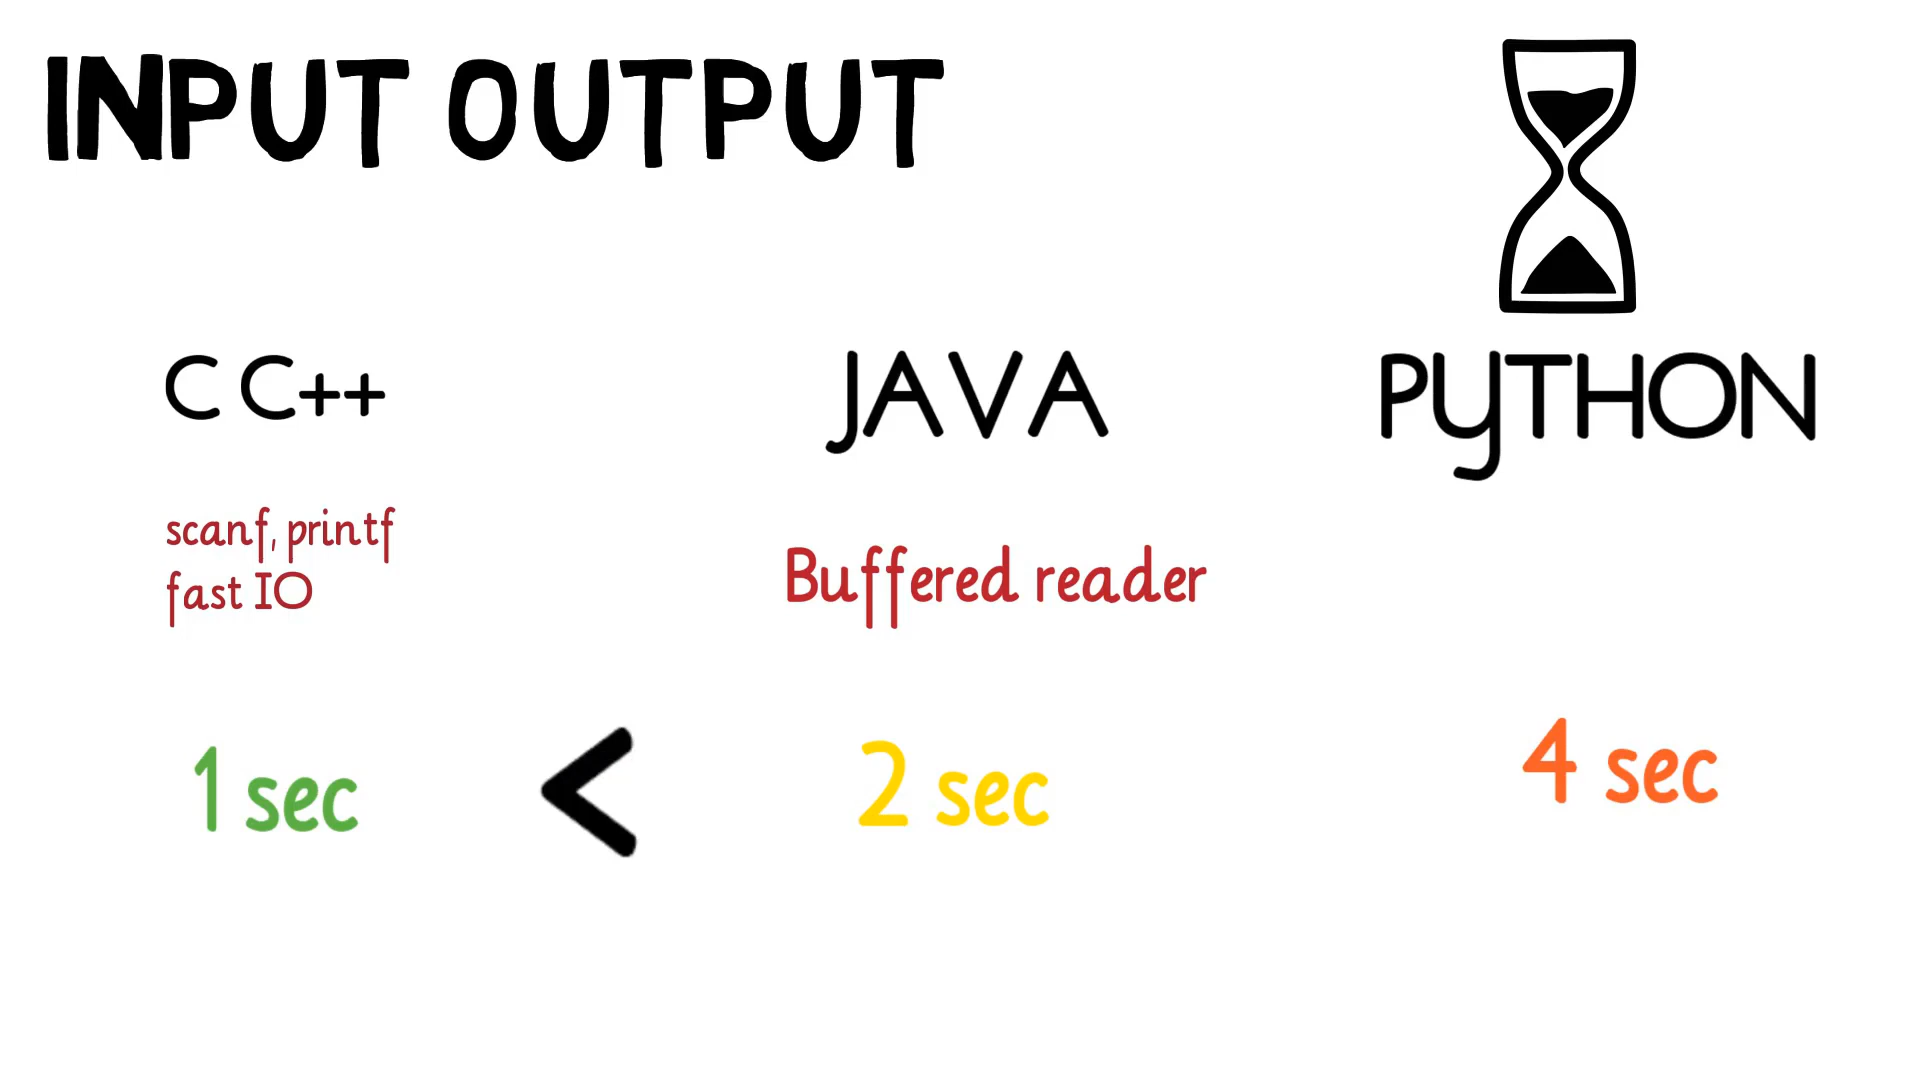 INPUT OUTPUT
C C++
JAVA
PYTHON
scanf, printf
fast IO
Buffered reader
1 sec
<
2 sec
4 sec